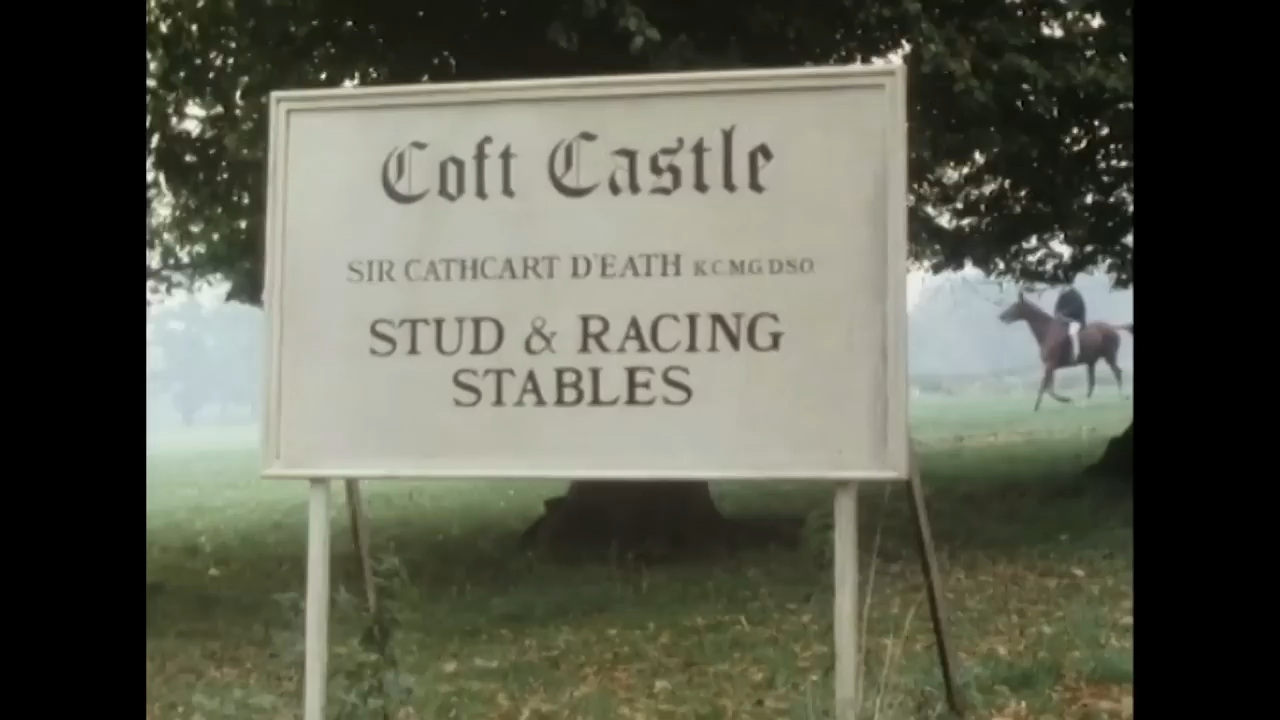 Coft Castle
SIR CATHCART D'EATH K C M G D S O
STUD & RACING
STABLES